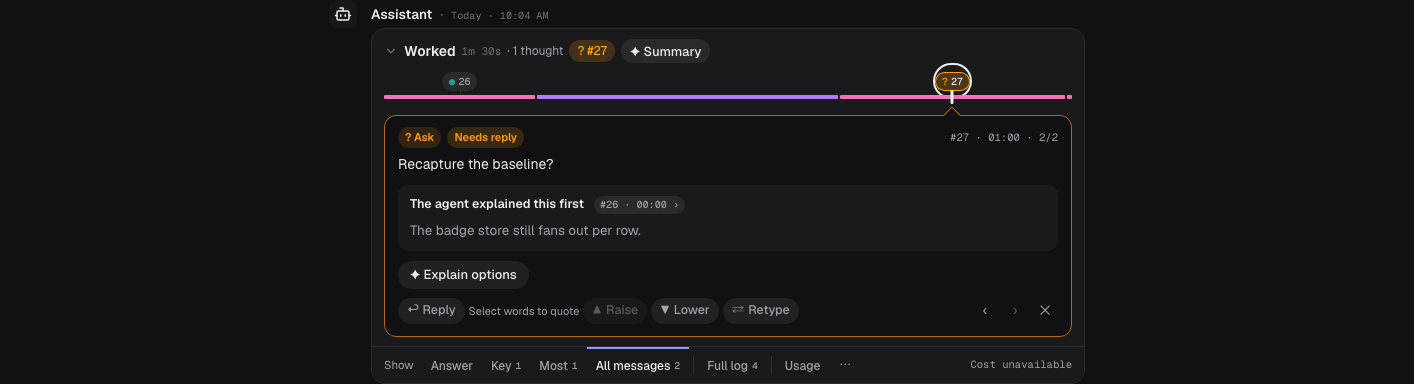 Assistant · Today · 10:04 AM
Worked 1m 30s · 1 thought ? #27 ✦ Summary
26 ? 27
? Ask Needs reply #27 · 01:00 · 2/2
Recapture the baseline?
The agent explained this first #26 · 00:00 ›
The badge store still fans out per row.
✦ Explain options
↩ Reply Select words to quote ▲ Raise ▼ Lower ⇄ Retype ‹ › ×
Show Answer Key 1 Most 1 All messages 2 Full log 4 Usage ··· Cost unavailable